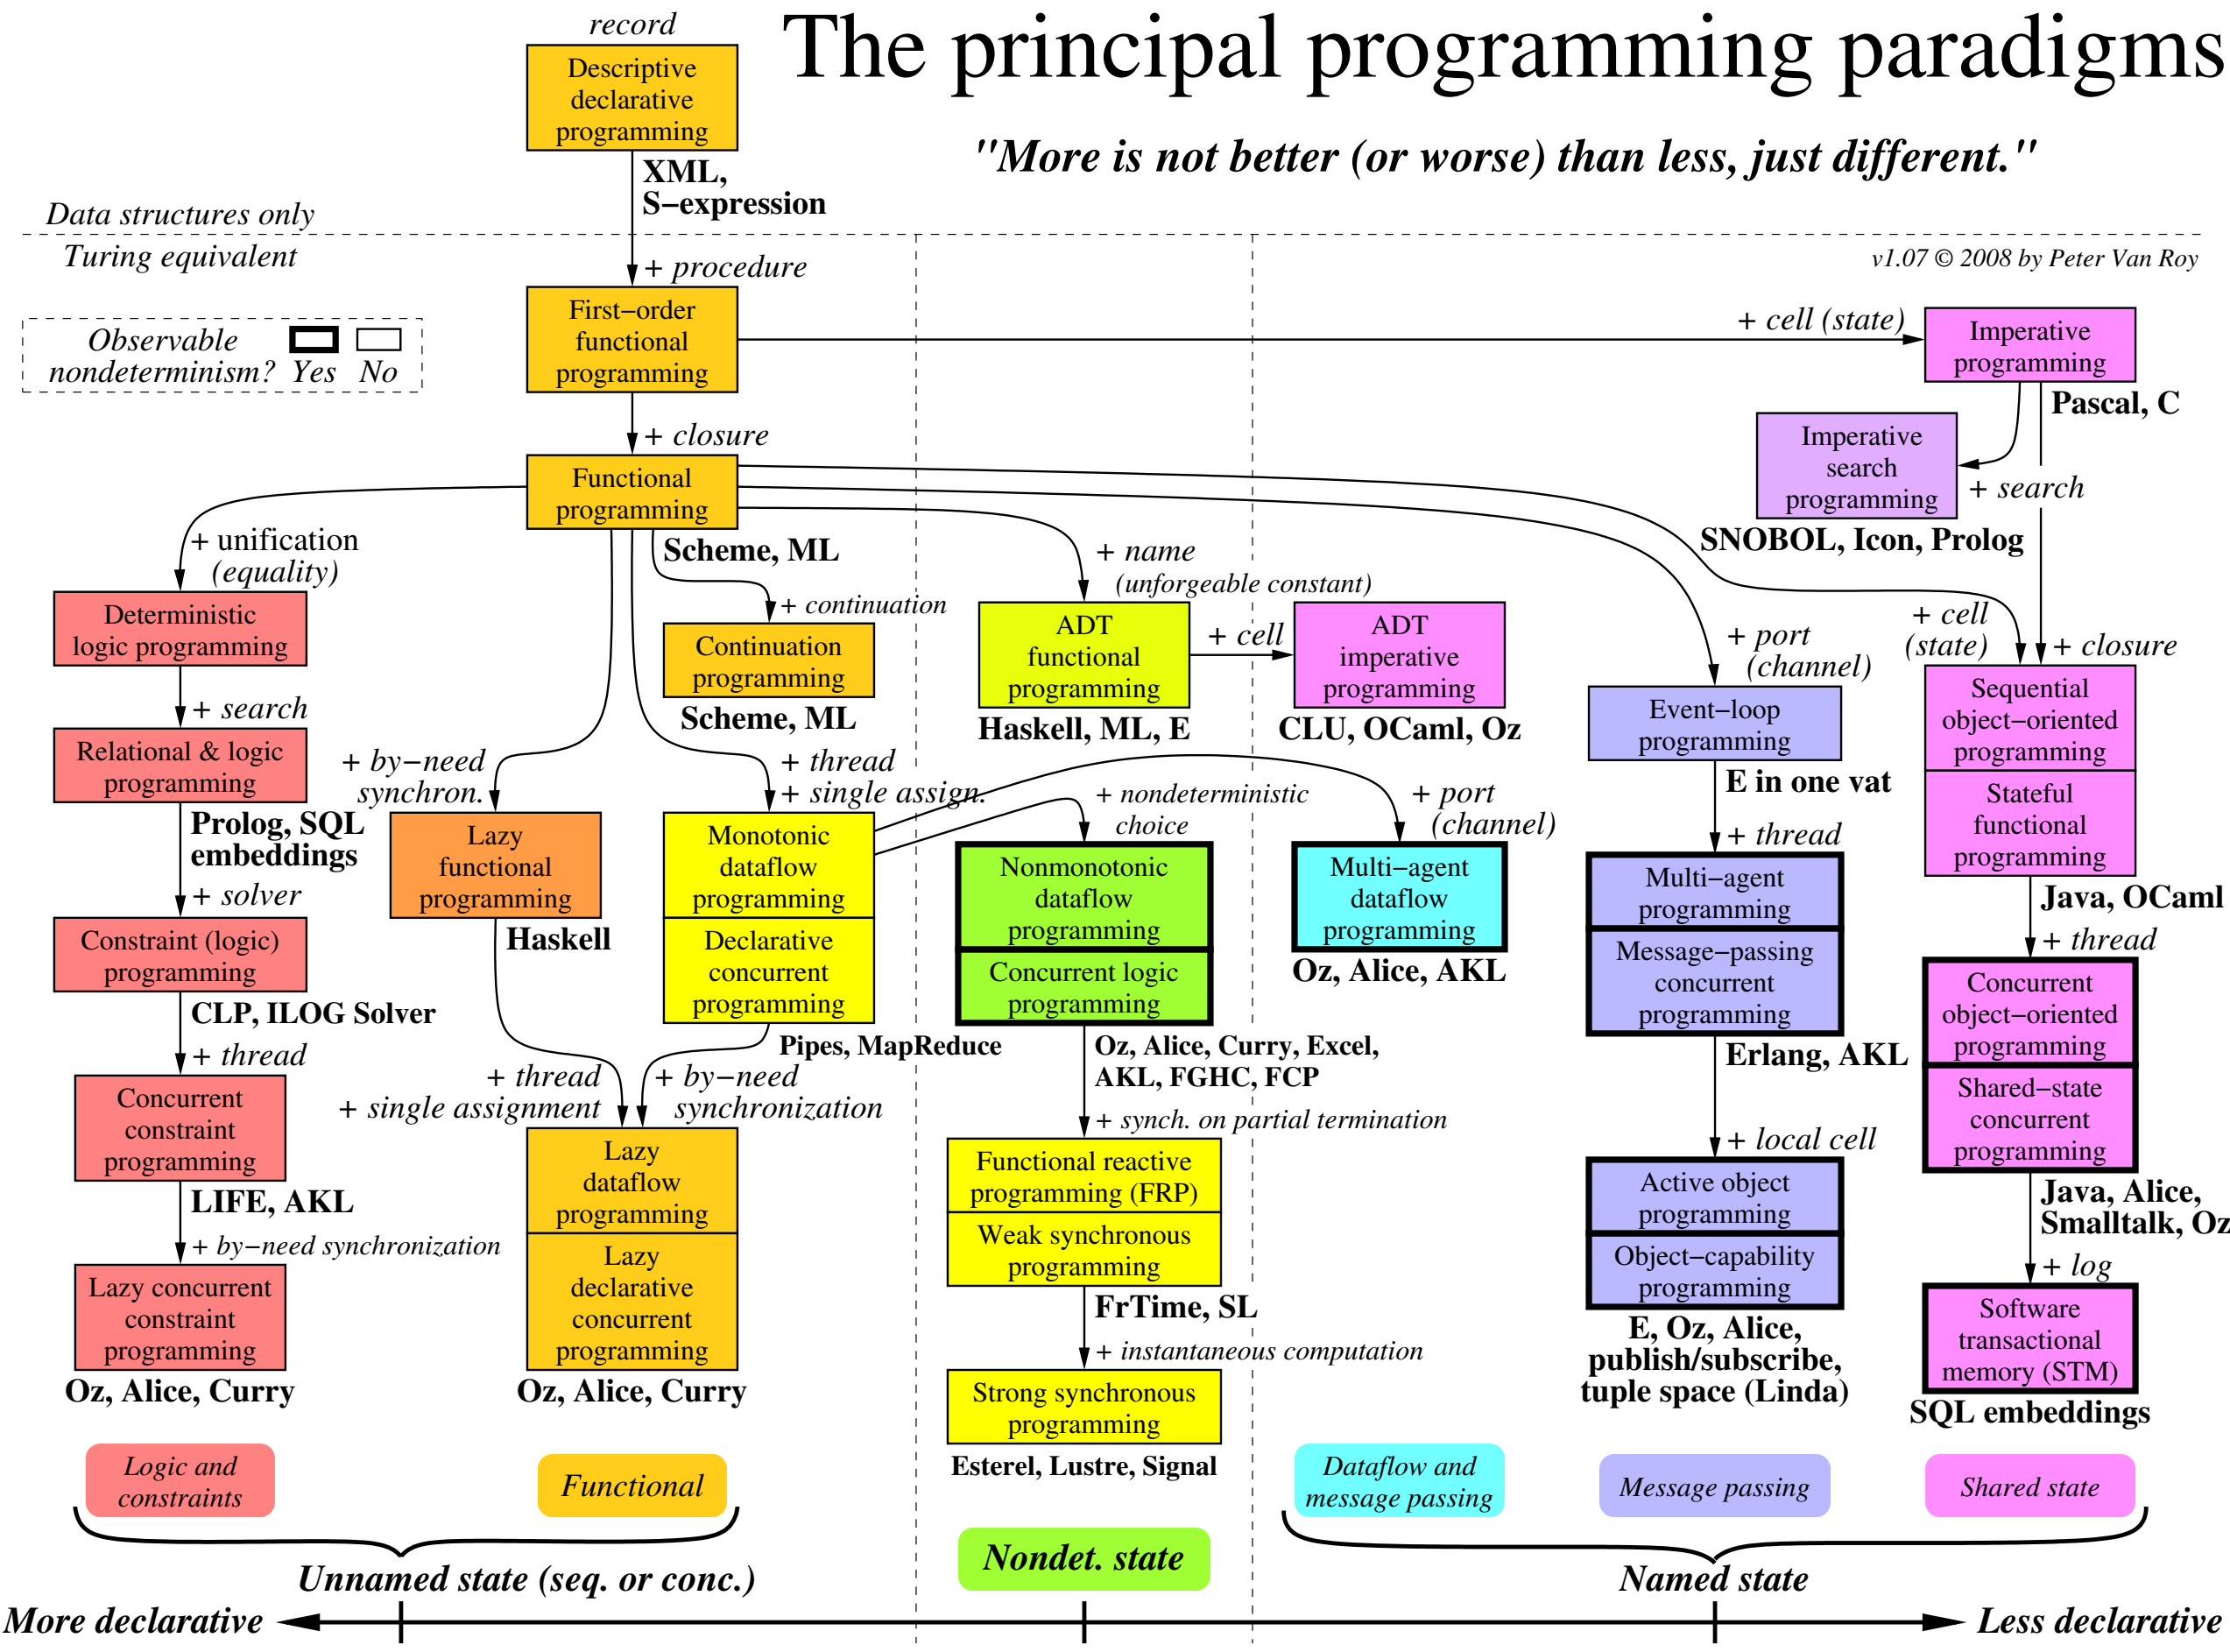 The principal programming paradigms
"More is not better (or worse) than less, just different."
record
Descriptive
declarative
programming
XML,
S−expression
Data structures only
Turing equivalent
v1.07 © 2008 by Peter Van Roy
+ procedure
Observable
nondeterminism? Yes No
First−order
functional
programming
+ cell (state)
Imperative
programming
Pascal, C
+ closure
Functional
programming
Scheme, ML
Imperative
search
programming
+ search
SNOBOL, Icon, Prolog
+ unification
(equality)
Deterministic
logic programming
+ search
Relational & logic
programming
Prolog, SQL
embeddings
+ solver
Constraint (logic)
programming
CLP, ILOG Solver
+ thread
Concurrent
constraint
programming
LIFE, AKL
+ by−need synchronization
Lazy concurrent
constraint
programming
Oz, Alice, Curry
+ continuation
Continuation
programming
Scheme, ML
+ by−need
synchron.
Lazy
functional
programming
Haskell
+ thread
+ single assign.
Monotonic
dataflow
programming
Declarative
concurrent
programming
Pipes, MapReduce
+ thread
+ single assignment
+ by−need
synchronization
Lazy
dataflow
programming
Lazy
declarative
concurrent
programming
Oz, Alice, Curry
+ name
(unforgeable constant)
ADT
functional
programming
Haskell, ML, E
+ cell
ADT
imperative
programming
CLU, OCaml, Oz
+ nondeterministic
choice
Nonmonotonic
dataflow
programming
Concurrent logic
programming
Oz, Alice, Curry, Excel,
AKL, FGHC, FCP
+ synch. on partial termination
Functional reactive
programming (FRP)
Weak synchronous
programming
FrTime, SL
+ instantaneous computation
Strong synchronous
programming
Esterel, Lustre, Signal
+ port
(channel)
Multi−agent
dataflow
programming
Oz, Alice, AKL
+ port
(channel)
Event−loop
programming
E in one vat
+ thread
Multi−agent
programming
Message−passing
concurrent
programming
Erlang, AKL
+ local cell
Active object
programming
Object−capability
programming
E, Oz, Alice,
publish/subscribe,
tuple space (Linda)
+ cell
(state)
+ closure
Sequential
object−oriented
programming
Stateful
functional
programming
Java, OCaml
+ thread
Concurrent
object−oriented
programming
Shared−state
concurrent
programming
Java, Alice,
Smalltalk, Oz
+ log
Software
transactional
memory (STM)
SQL embeddings
Logic and
constraints
Functional
Dataflow and
message passing
Message passing
Shared state
Nondet. state
Unnamed state (seq. or conc.)
Named state
More declarative
Less declarative